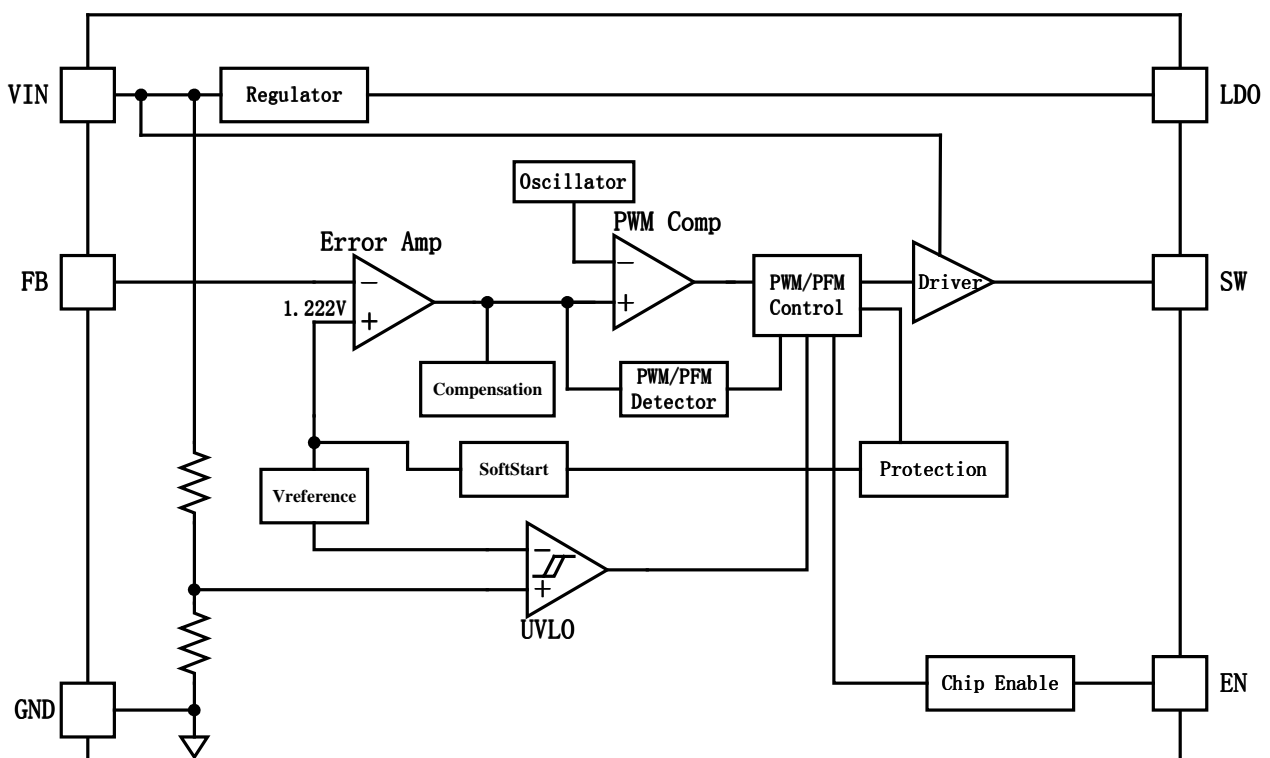 VIN
Regulator
LDO
Oscillator
PWM Comp
Error Amp
−
FB
−
1.222V
+
+
PWM/PFM
Control
Driver
SW
Compensation
PWM/PFM
Detector
SoftStart
Protection
Vreference
−
+
UVLO
GND
Chip Enable
EN